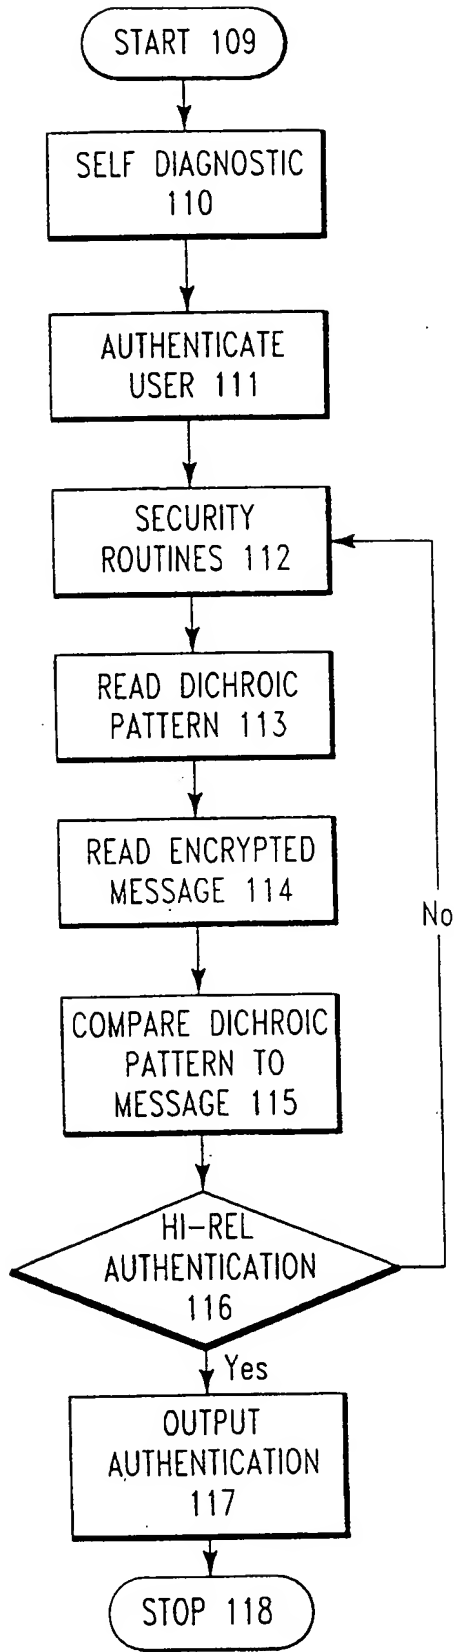 START 109
SELF DIAGNOSTIC
110
AUTHENTICATE
USER 111
SECURITY
ROUTINES 112
READ DICHROIC
PATTERN 113
READ ENCRYPTED
MESSAGE 114
No
COMPARE DICHROIC
PATTERN TO
MESSAGE 115
HI-REL
AUTHENTICATION
116
Yes
OUTPUT
AUTHENTICATION
117
STOP 118